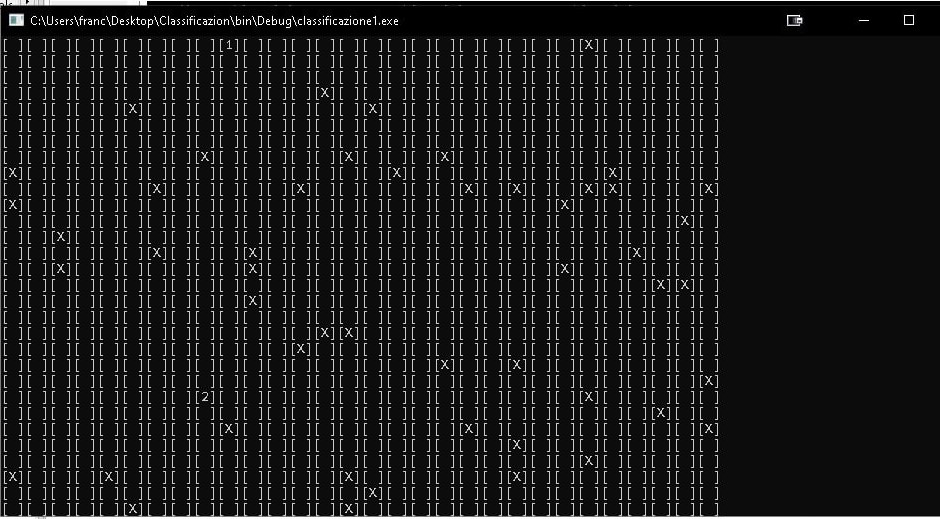 C:\Users\franc\Desktop\Classificazion\bin\Debug\classificazione1.exe
[ ][ ][ ][ ][ ][ ][ ][ ][ ][1][ ][ ][ ][ ][ ][ ][ ][ ][ ][ ][ ][ ][ ][ ][X][ ][ ][ ][ ][ ]
[ ][ ][ ][ ][ ][ ][ ][ ][ ][ ][ ][ ][ ][ ][ ][ ][ ][ ][ ][ ][ ][ ][ ][ ][ ][ ][ ][ ][ ][ ]
[ ][ ][ ][ ][ ][ ][ ][ ][ ][ ][ ][ ][ ][ ][ ][ ][ ][ ][ ][ ][ ][ ][ ][ ][ ][ ][ ][ ][ ][ ]
[ ][ ][ ][ ][ ][ ][ ][ ][ ][ ][ ][ ][ ][X][ ][ ][ ][ ][ ][ ][ ][ ][ ][ ][ ][ ][ ][ ][ ][ ]
[ ][ ][ ][ ][ ][X][ ][ ][ ][ ][ ][ ][ ][ ][ ][X][ ][ ][ ][ ][ ][ ][ ][ ][ ][ ][ ][ ][ ][ ]
[ ][ ][ ][ ][ ][ ][ ][ ][ ][ ][ ][ ][ ][ ][ ][ ][ ][ ][ ][ ][ ][ ][ ][ ][ ][ ][ ][ ][ ][ ]
[ ][ ][ ][ ][ ][ ][ ][ ][ ][ ][ ][ ][ ][ ][ ][ ][ ][ ][ ][ ][ ][ ][ ][ ][ ][ ][ ][ ][ ][ ]
[ ][ ][ ][ ][ ][ ][ ][ ][X][ ][ ][ ][ ][ ][X][ ][ ][ ][X][ ][ ][ ][ ][ ][ ][ ][ ][ ][ ][ ]
[X][ ][ ][ ][ ][ ][ ][ ][ ][ ][ ][ ][ ][ ][ ][ ][X][ ][ ][ ][ ][ ][ ][ ][ ][X][ ][ ][ ][ ]
[ ][ ][ ][ ][ ][ ][X][ ][ ][ ][ ][ ][X][ ][ ][ ][ ][ ][ ][X][ ][X][ ][ ][X][X][ ][ ][ ][X]
[X][ ][ ][ ][ ][ ][ ][ ][ ][ ][ ][ ][ ][ ][ ][ ][ ][ ][ ][ ][ ][ ][ ][X][ ][ ][ ][ ][ ][ ]
[ ][ ][ ][ ][ ][ ][ ][ ][ ][ ][ ][ ][ ][ ][ ][ ][ ][ ][ ][ ][ ][ ][ ][ ][ ][ ][ ][ ][X][ ]
[ ][ ][X][ ][ ][ ][ ][ ][ ][ ][ ][ ][ ][ ][ ][ ][ ][ ][ ][ ][ ][ ][ ][ ][ ][ ][ ][ ][ ][ ]
[ ][ ][ ][ ][ ][ ][X][ ][ ][ ][X][ ][ ][ ][ ][ ][ ][ ][ ][ ][ ][ ][ ][ ][ ][ ][X][ ][ ][ ]
[ ][ ][X][ ][ ][ ][ ][ ][ ][ ][X][ ][ ][ ][ ][ ][ ][ ][ ][ ][ ][ ][ ][X][ ][ ][ ][ ][ ][ ]
[ ][ ][ ][ ][ ][ ][ ][ ][ ][ ][ ][ ][ ][ ][ ][ ][ ][ ][ ][ ][ ][ ][ ][ ][ ][ ][ ][X][X][ ]
[ ][ ][ ][ ][ ][ ][ ][ ][ ][ ][X][ ][ ][ ][ ][ ][ ][ ][ ][ ][ ][ ][ ][ ][ ][ ][ ][ ][ ][ ]
[ ][ ][ ][ ][ ][ ][ ][ ][ ][ ][ ][ ][ ][ ][ ][ ][ ][ ][ ][ ][ ][ ][ ][ ][ ][ ][ ][ ][ ][ ]
[ ][ ][ ][ ][ ][ ][ ][ ][ ][ ][ ][ ][ ][X][X][ ][ ][ ][ ][ ][ ][ ][ ][ ][ ][ ][ ][ ][ ][ ]
[ ][ ][ ][ ][ ][ ][ ][ ][ ][ ][ ][ ][X][ ][ ][ ][ ][ ][ ][ ][ ][ ][ ][ ][ ][ ][ ][ ][ ][ ]
[ ][ ][ ][ ][ ][ ][ ][ ][ ][ ][ ][ ][ ][ ][ ][ ][ ][ ][X][ ][ ][X][ ][ ][ ][ ][ ][ ][ ][ ]
[ ][ ][ ][ ][ ][ ][ ][ ][ ][ ][ ][ ][ ][ ][ ][ ][ ][ ][ ][ ][ ][ ][ ][ ][ ][ ][ ][ ][ ][X]
[ ][ ][ ][ ][ ][ ][ ][ ][2][ ][ ][ ][ ][ ][ ][ ][ ][ ][ ][ ][ ][ ][ ][ ][X][ ][ ][ ][ ][ ]
[ ][ ][ ][ ][ ][ ][ ][ ][ ][ ][ ][ ][ ][ ][ ][ ][ ][ ][ ][ ][ ][ ][ ][ ][ ][ ][ ][X][ ][ ]
[ ][ ][ ][ ][ ][ ][ ][ ][ ][X][ ][ ][ ][ ][ ][ ][ ][ ][ ][X][ ][ ][ ][ ][ ][ ][ ][ ][ ][X]
[ ][ ][ ][ ][ ][ ][ ][ ][ ][ ][ ][ ][ ][ ][ ][ ][ ][ ][ ][ ][ ][X][ ][ ][ ][ ][ ][ ][ ][ ]
[ ][ ][ ][ ][ ][ ][ ][ ][ ][ ][ ][ ][ ][ ][ ][ ][ ][ ][ ][ ][ ][ ][ ][ ][X][ ][ ][ ][ ][ ]
[X][ ][ ][ ][X][ ][ ][ ][ ][ ][ ][ ][ ][ ][X][ ][ ][ ][ ][ ][ ][X][ ][ ][ ][ ][ ][ ][ ][ ]
[ ][ ][ ][ ][ ][ ][ ][ ][ ][ ][ ][ ][ ][ ][ ][X][ ][ ][ ][ ][ ][ ][ ][ ][ ][ ][ ][ ][ ][ ]
[ ][ ][ ][ ][ ][X][ ][ ][ ][ ][ ][ ][ ][ ][X][ ][ ][ ][ ][ ][ ][ ][ ][ ][ ][ ][ ][ ][ ][ ]